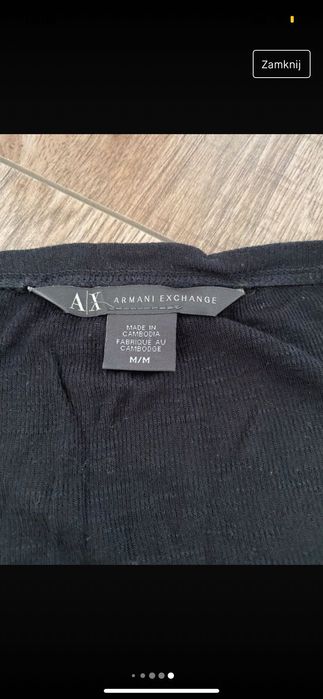 Zamknij
A|X ARMANI EXCHANGE
MADE IN
CAMBODIA
FABRIQUE AU
CAMBODGE
M/M